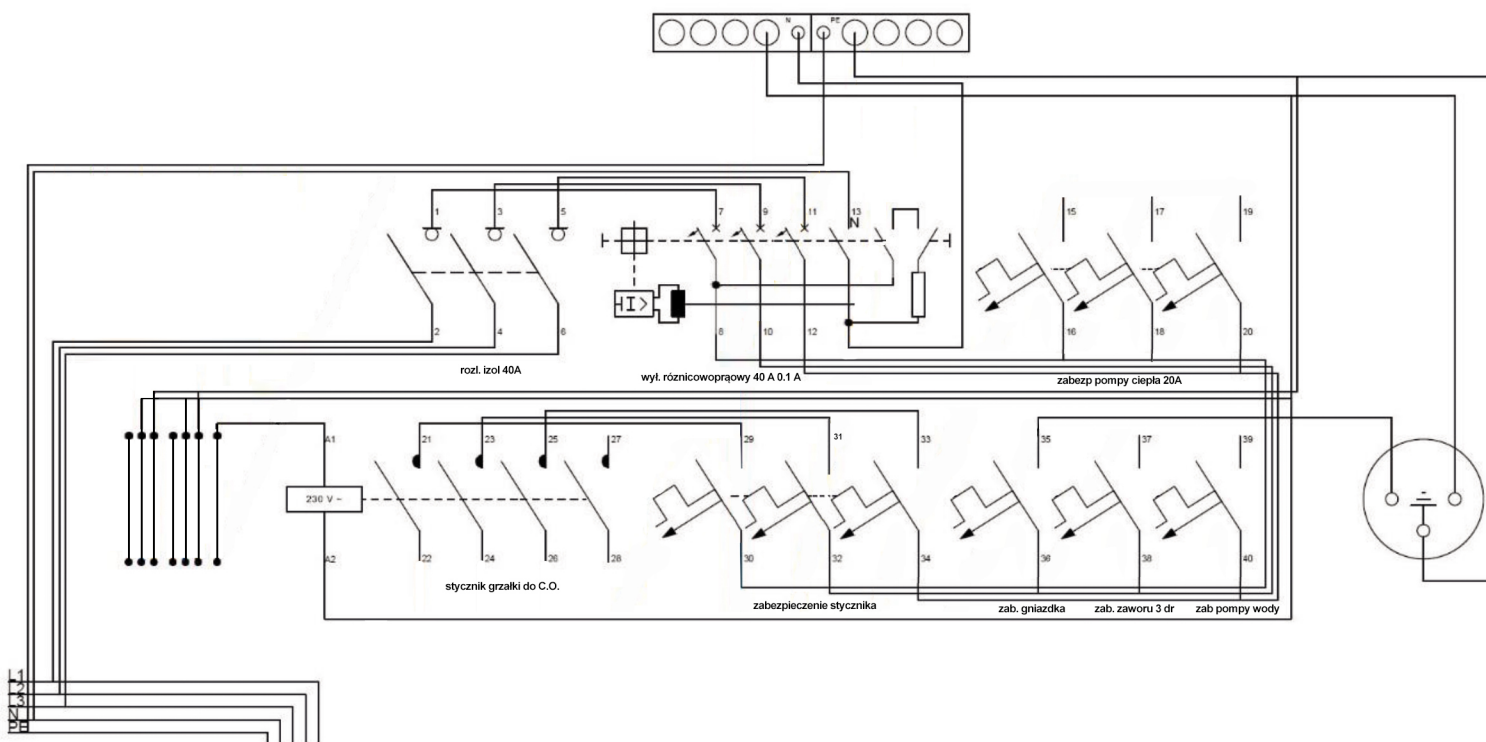 N PE
1 3 5 7 9 11 13 15 17 19
N
I>
2 4 6 8 10 12 16 18 20
rozl. izol 40A
wył. róznicowoprąowy 40 A 0.1 A
zabezp pompy ciepła 20A
A1 21 23 25 27 29 31 33 35 37 39
230 V ~
A2 22 24 26 28 30 32 34 36 38 40
stycznik grzałki do C.O.
zabezpieczenie stycznika
zab. gniazdka
zab. zaworu 3 dr
zab pompy wody
L1
L2
L3
N
PE